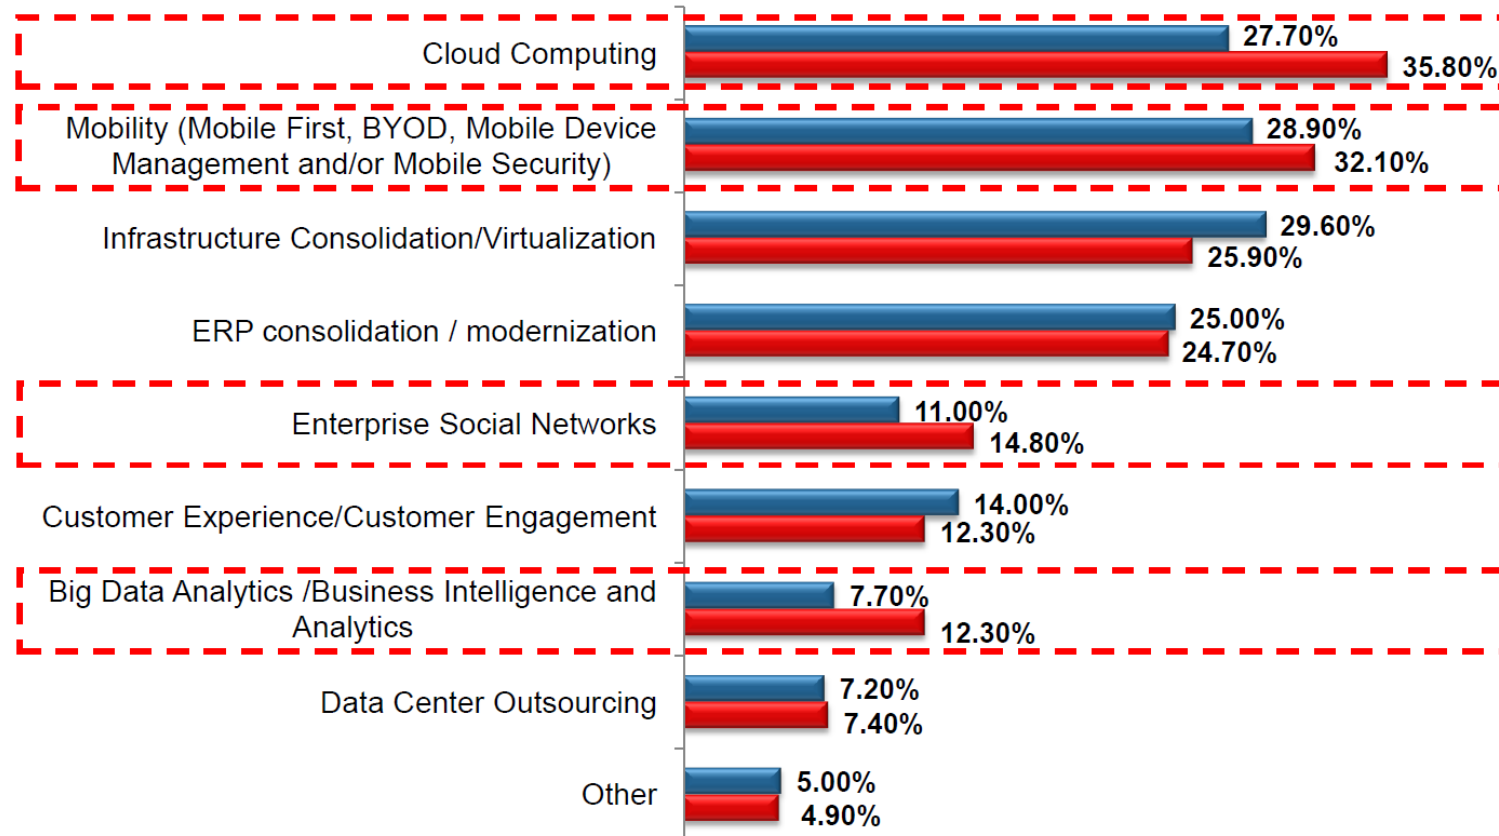 Cloud Computing
27.70%
35.80%
Mobility (Mobile First, BYOD, Mobile Device
Management and/or Mobile Security)
28.90%
32.10%
Infrastructure Consolidation/Virtualization
29.60%
25.90%
ERP consolidation / modernization
25.00%
24.70%
Enterprise Social Networks
11.00%
14.80%
Customer Experience/Customer Engagement
14.00%
12.30%
Big Data Analytics /Business Intelligence and
Analytics
7.70%
12.30%
Data Center Outsourcing
7.20%
7.40%
Other
5.00%
4.90%